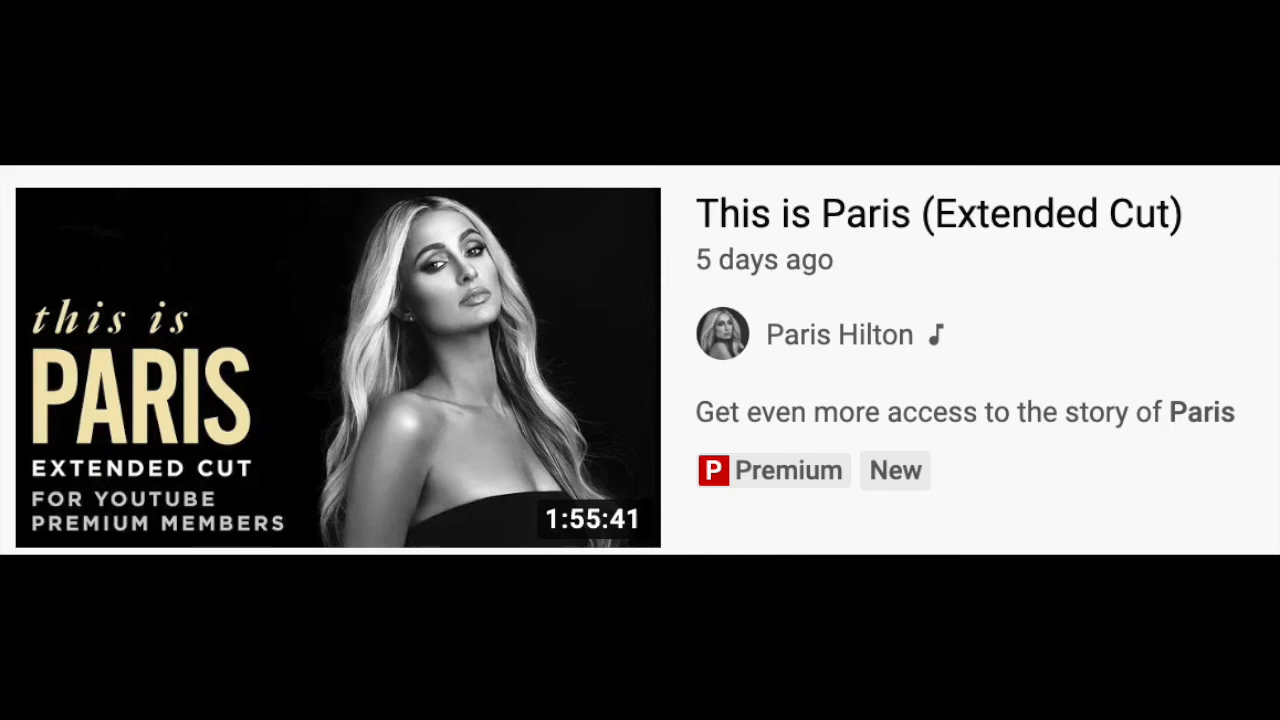 this is
PARIS
EXTENDED CUT
FOR YOUTUBE
PREMIUM MEMBERS
1:55:41
This is Paris (Extended Cut)
5 days ago
Paris Hilton ♪
Get even more access to the story of Paris
P Premium New